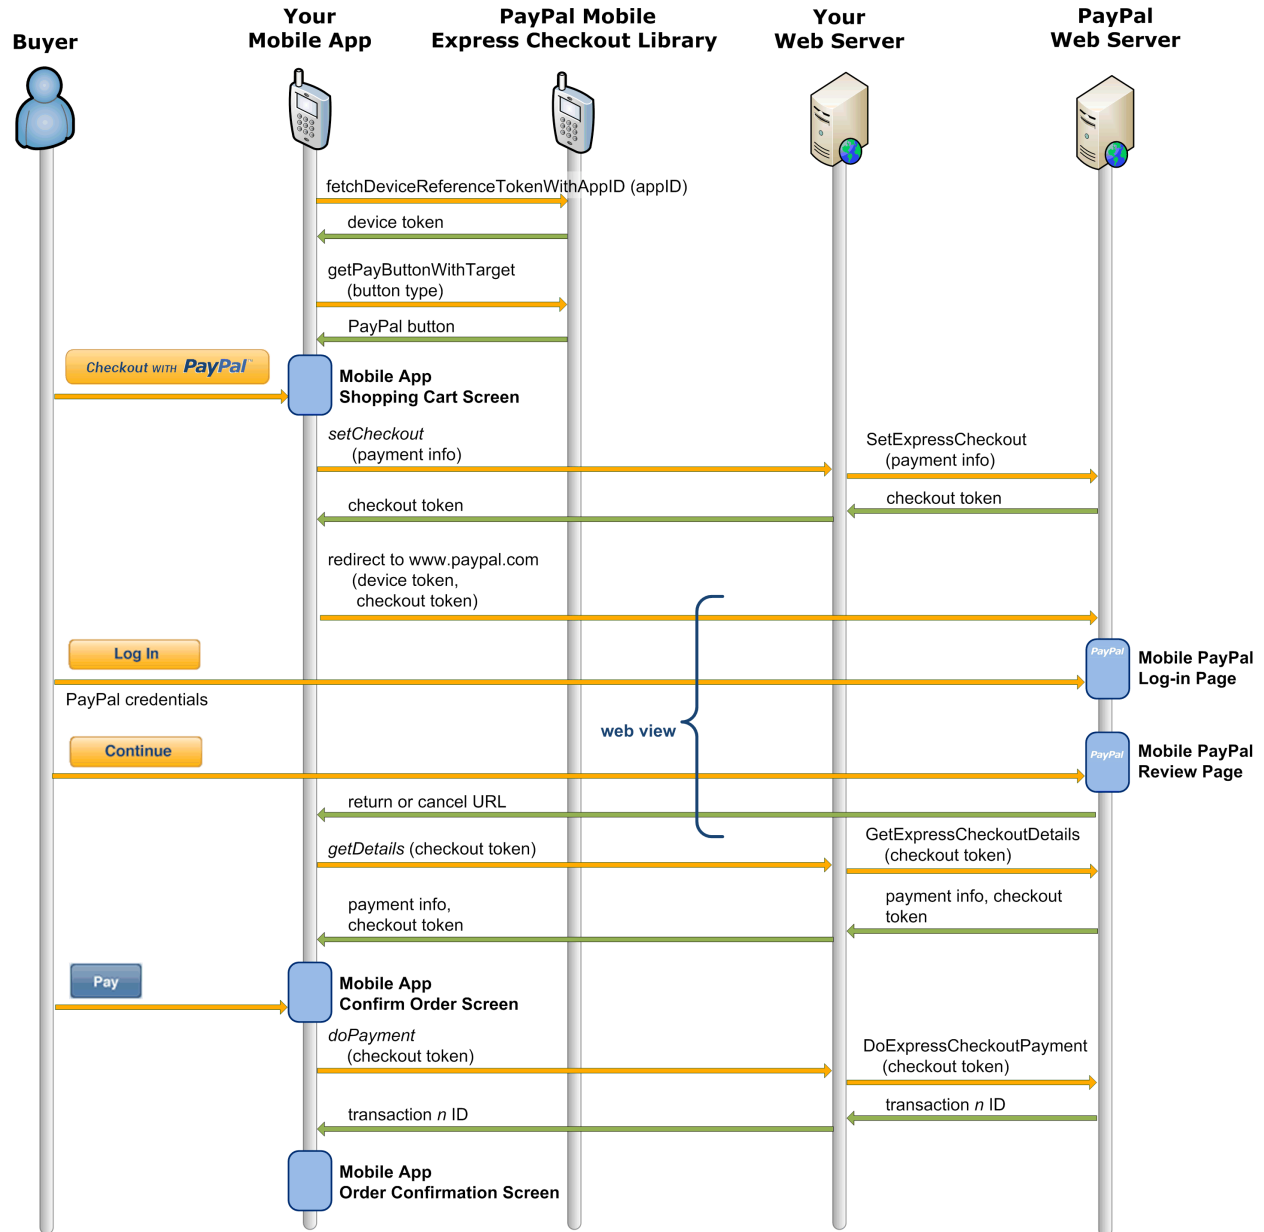 Buyer
Your
Mobile App
PayPal Mobile
Express Checkout Library
Your
Web Server
PayPal
Web Server
fetchDeviceReferenceTokenWithAppID (appID)
device token
getPayButtonWithTarget
(button type)
PayPal button
Checkout WITH PayPal™
Mobile App
Shopping Cart Screen
setCheckout
(payment info)
SetExpressCheckout
(payment info)
checkout token
checkout token
redirect to www.paypal.com
(device token,
checkout token)
Log In
PayPal credentials
PayPal
Mobile PayPal
Log-in Page
web view
Continue
PayPal
Mobile PayPal
Review Page
return or cancel URL
getDetails (checkout token)
GetExpressCheckoutDetails
(checkout token)
payment info,
checkout token
payment info, checkout
token
Pay
Mobile App
Confirm Order Screen
doPayment
(checkout token)
DoExpressCheckoutPayment
(checkout token)
transaction n ID
transaction n ID
Mobile App
Order Confirmation Screen